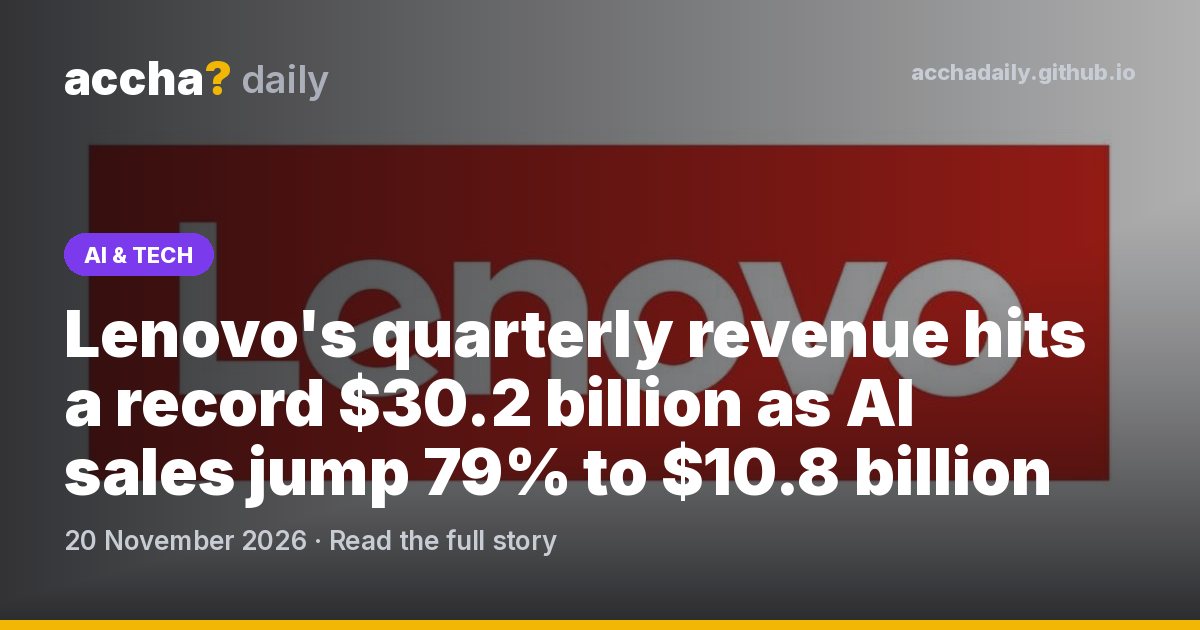 accha? daily
acchadaily.github.io
Lenovo
AI & TECH
Lenovo's quarterly revenue hits
a record $30.2 billion as AI
sales jump 79% to $10.8 billion
20 November 2026 · Read the full story